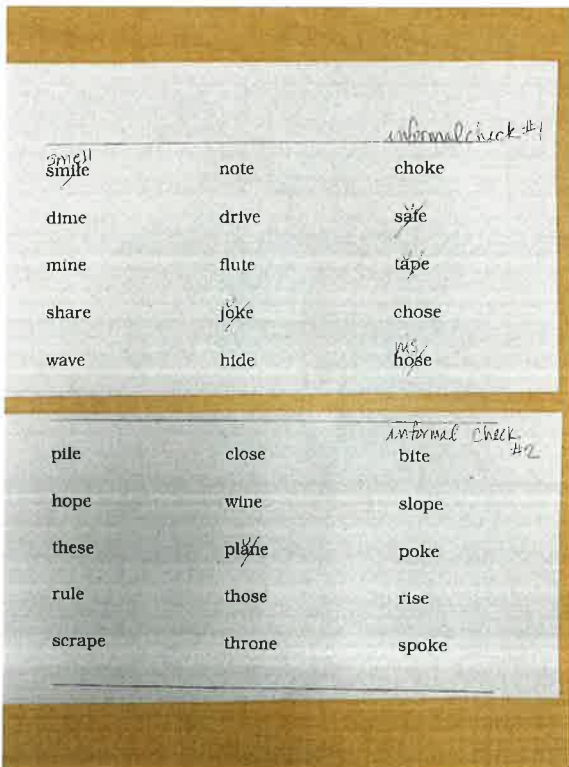 informal check #1
smell
smile note choke
dime drive safe
mine flute tape
share joke chose
wave hide hose
informal check
#2
pile close bite
hope wine slope
these plane poke
rule those rise
scrape throne spoke